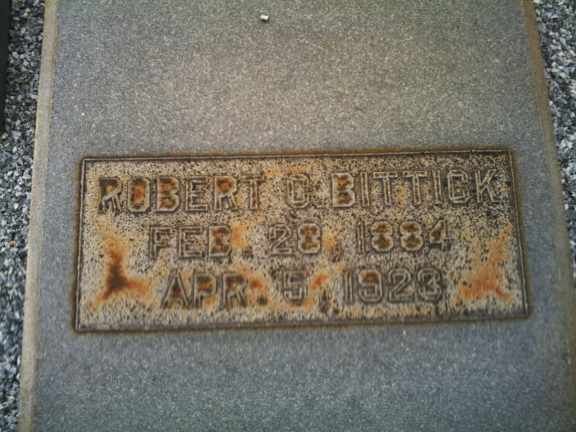 ROBERT O. BITTICK
FEB. 28, 1884
APR. 5, 1923